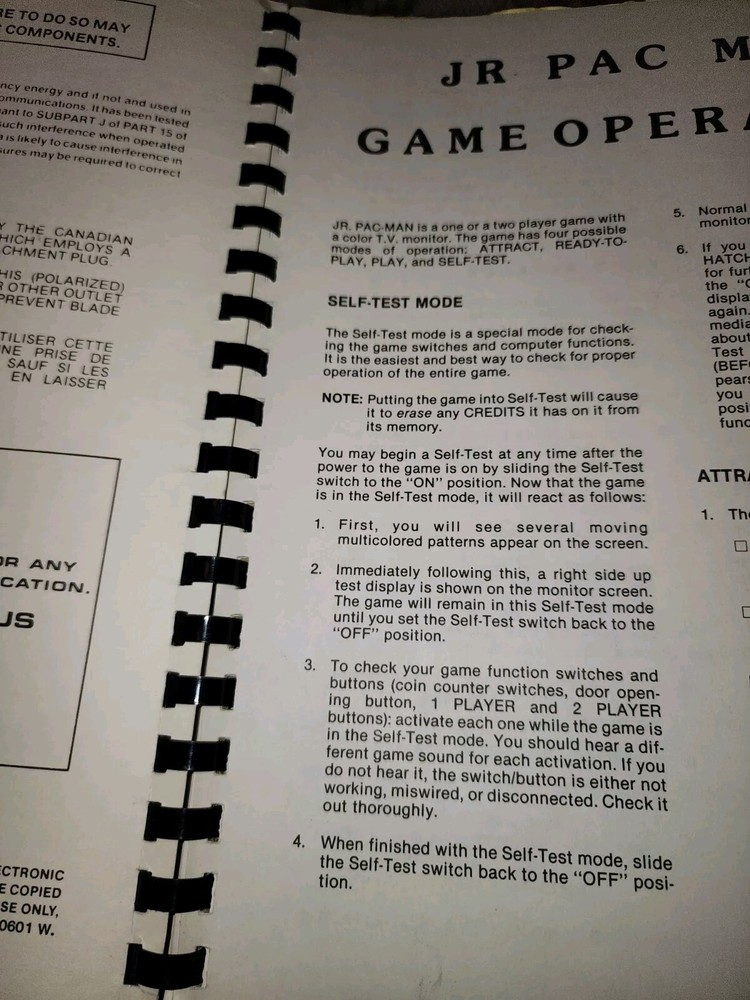 RE TO DO SO MAY
COMPONENTS.
ncy energy and if not and used in
ommunications. It has been tested
ant to SUBPART J of PART 15 of
such interference when operated
is likely to cause interference in
sures may be required to correct
Y THE CANADIAN
HICH EMPLOYS A
CHMENT PLUG.
HIS (POLARIZED)
R OTHER OUTLET
PREVENT BLADE
TILISER CETTE
NE PRISE DE
SAUF SI LES
EN LAISSER
OR ANY
CATION.
US
ECTRONIC
E COPIED
SE ONLY,
0601 W.
JR PAC M
GAME OPERA
JR. PAC-MAN is a one or a two player game with
a color T.V. monitor. The game has four possible
modes of operation: ATTRACT, READY-TO-
PLAY, PLAY, and SELF-TEST.
SELF-TEST MODE
The Self-Test mode is a special mode for check-
ing the game switches and computer functions.
It is the easiest and best way to check for proper
operation of the entire game.
NOTE: Putting the game into Self-Test will cause
it to erase any CREDITS it has on it from
its memory.
You may begin a Self-Test at any time after the
power to the game is on by sliding the Self-Test
switch to the "ON" position. Now that the game
is in the Self-Test mode, it will react as follows:
1. First, you will see several moving
multicolored patterns appear on the screen.
2. Immediately following this, a right side up
test display is shown on the monitor screen.
The game will remain in this Self-Test mode
until you set the Self-Test switch back to the
"OFF" position.
3. To check your game function switches and
buttons (coin counter switches, door open-
ing button, 1 PLAYER and 2 PLAYER
buttons): activate each one while the game is
in the Self-Test mode. You should hear a dif-
ferent game sound for each activation. If you
do not hear it, the switch/button is either not
working, miswired, or disconnected. Check it
out thoroughly.
4. When finished with the Self-Test mode, slide
the Self-Test switch back to the "OFF" posi-
tion.
5. Normal
monitor
6. If you
HATCH
for furt
the "O
displa
again.
media
about
Test
(BEFO
pears
you
posi
func
ATTRA
1. The